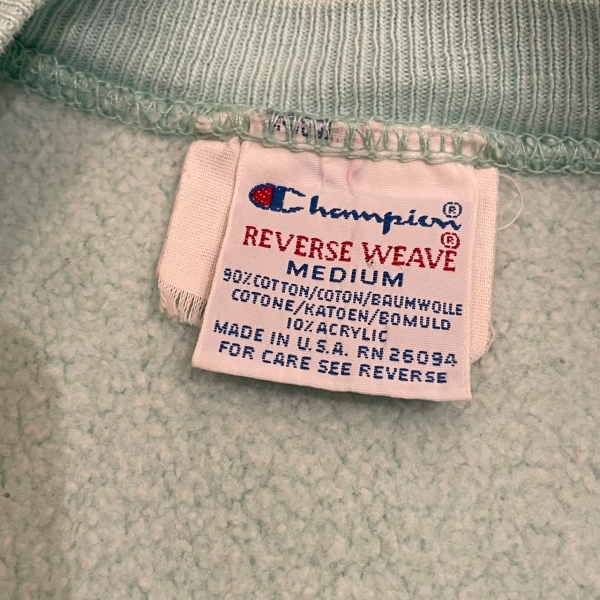 Champion®
REVERSE WEAVE®
MEDIUM
90%COTTON/COTON/BAUMWOLLE
COTONE/KATOEN/BOMULD
10%ACRYLIC
MADE IN U.S.A. RN 26094
FOR CARE SEE REVERSE